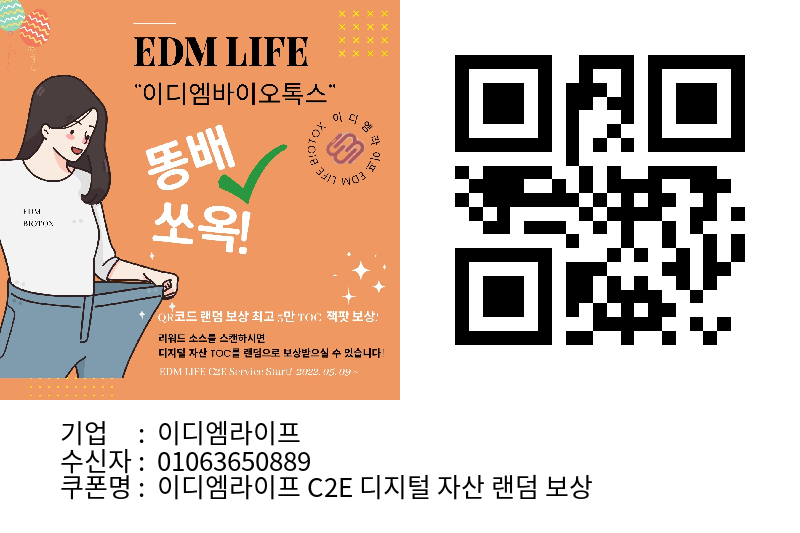 EDM LIFE
"이디엠바이오톡스"
이디엠라이프 EDM LIFE BIOTOX
똥배
쏘옥!
EDM
BIOTOX
QR코드 랜덤 보상 최고 5만 TOC 잭팟 보상!
리워드 소스를 스캔하시면
디지털 자산 TOC를 랜덤으로 보상받으실 수 있습니다!
EDM LIFE C2E Service Start! 2022. 05. 09 ~
기업 : 이디엠라이프
수신자 : 01063650889
쿠폰명 : 이디엠라이프 C2E 디지털 자산 랜덤 보상